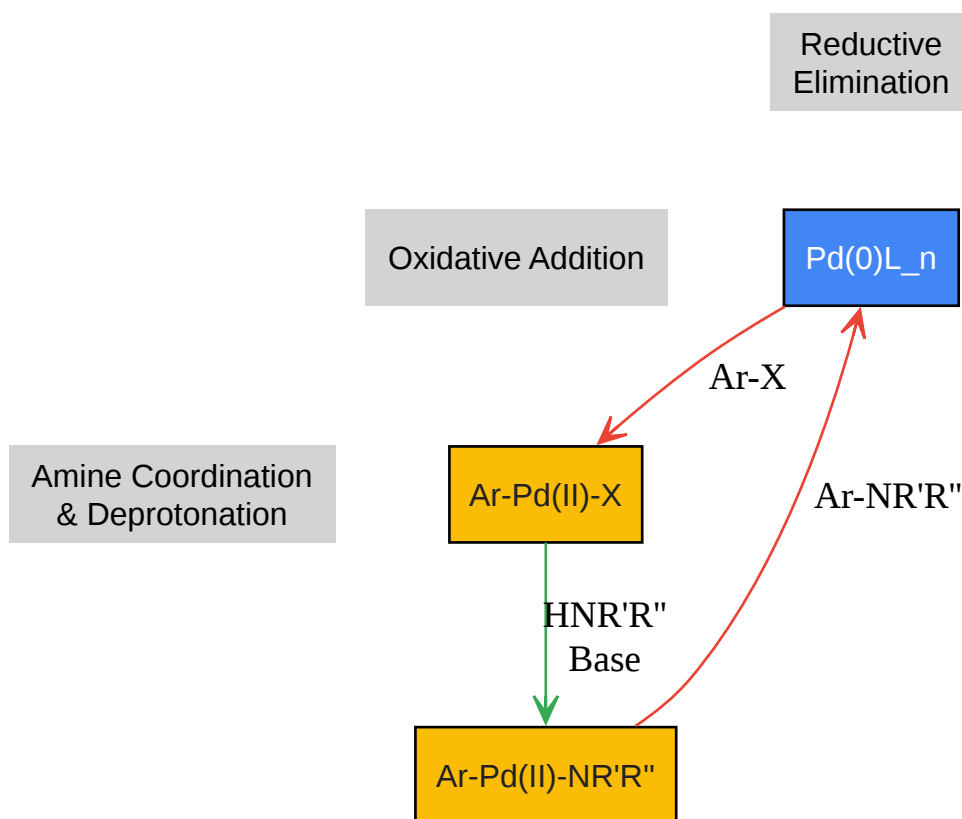 Reductive
Elimination
Oxidative Addition
Pd(0)L_n
Ar-X
Amine Coordination
& Deprotonation
Ar-Pd(II)-X
Ar-NR'R"
HNR'R"
Base
Ar-Pd(II)-NR'R"